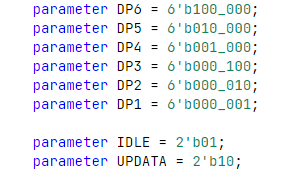 parameter DP6 = 6'b100_000;
parameter DP5 = 6'b010_000;
parameter DP4 = 6'b001_000;
parameter DP3 = 6'b000_100;
parameter DP2 = 6'b000_010;
parameter DP1 = 6'b000_001;
parameter IDLE = 2'b01;
parameter UPDATA = 2'b10;